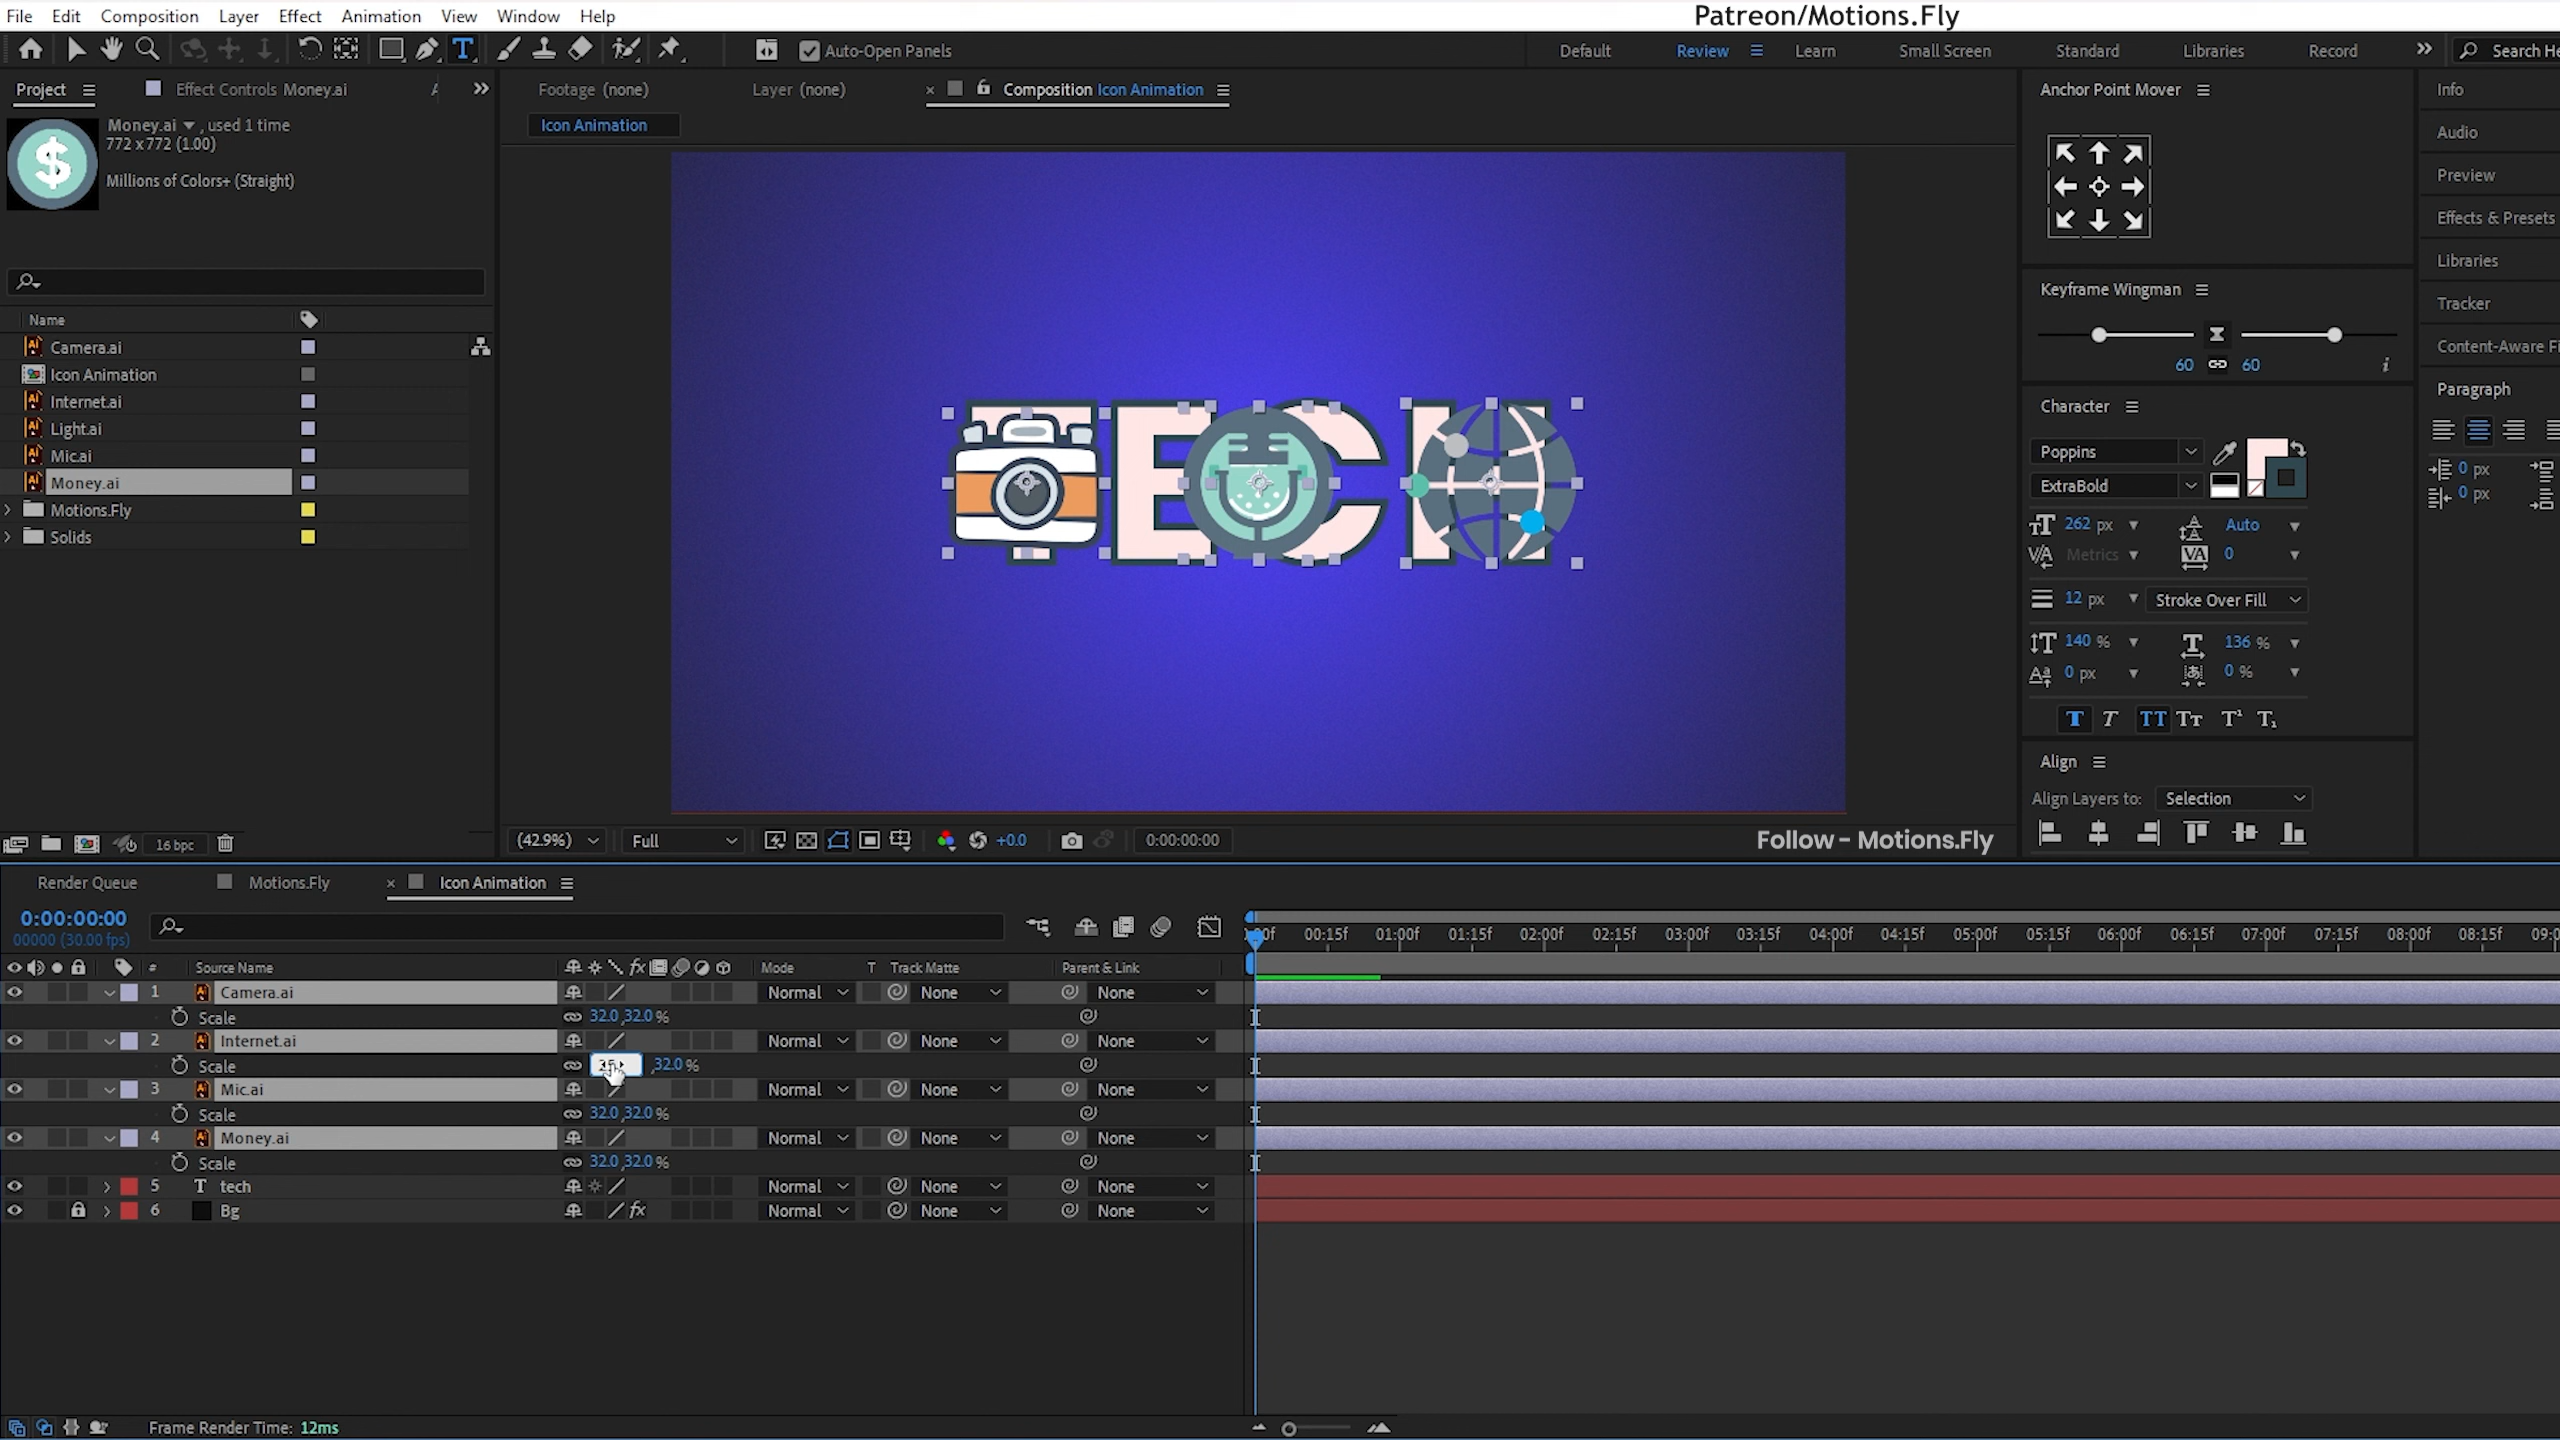 Patreon/Motions.Fly
File Edit Composition Layer Effect Animation View Window Help
Auto-Open Panels
Default Review Learn Small Screen Standard Libraries Record
Project
Effect Controls Money.ai
Footage (none)
Layer (none)
Composition Icon Animation
Icon Animation
Money.ai , used 1 time
772 x 772 (1.00)
Millions of Colors+ (Straight)
Name
Camera.ai
Icon Animation
Internet.ai
Light.ai
Mic.ai
Money.ai
Motions.Fly
Solids
16 bpc
TECH
(42.9%) Full +0.0 0:00:00:00
Follow - Motions.Fly
Anchor Point Mover
Keyframe Wingman
60 60
Character
Poppins
ExtraBold
262 px Auto
Metrics 0
12 px Stroke Over Fill
140 % 136 %
0 px 0 %
Align
Align Layers to: Selection
Info
Audio
Preview
Effects & Presets
Libraries
Tracker
Content-Aware
Paragraph
0 px
0 px
Render Queue
Motions.Fly
Icon Animation
0:00:00:00
00000 (30.00 fps)
00:15f 01:00f 01:15f 02:00f 02:15f 03:00f 03:15f 04:00f 04:15f 05:00f 05:15f 06:00f 06:15f 07:00f 07:15f 08:00f 08:15f
# Source Name Mode T Track Matte Parent & Link
1 Camera.ai Normal None None
Scale 32.0,32.0 %
2 Internet.ai Normal None None
Scale ,32.0 %
3 Mic.ai Normal None None
Scale 32.0,32.0 %
4 Money.ai Normal None None
Scale 32.0,32.0 %
5 T tech Normal None None
6 Bg Normal None None
Frame Render Time: 12ms